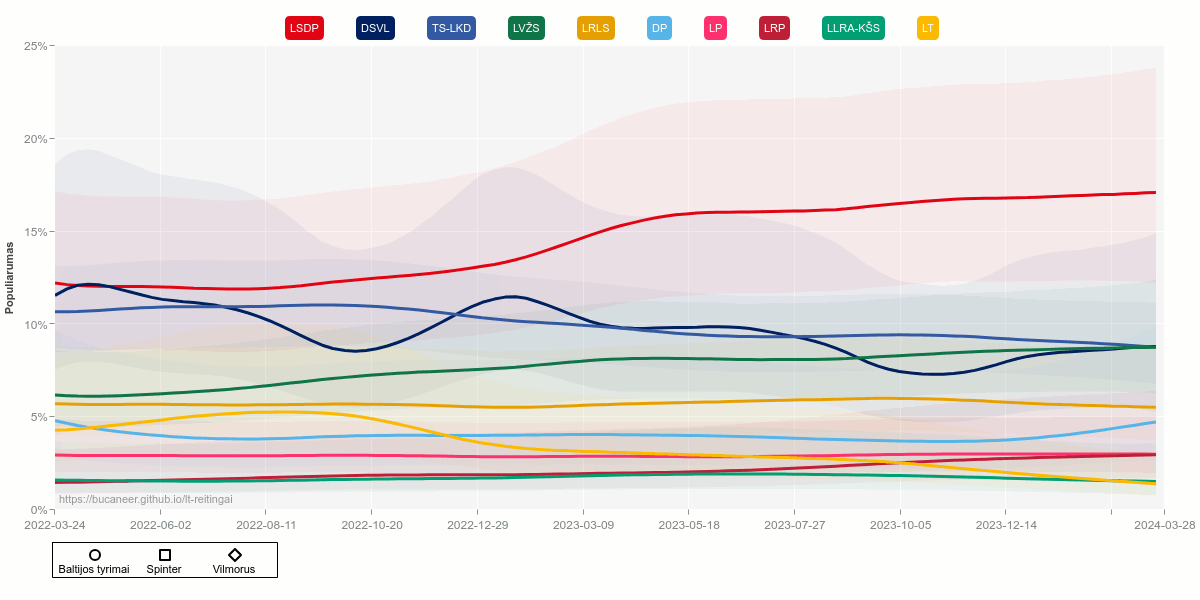 LSDP DSVL TS-LKD LVŽS LRLS DP LP LRP LLRA-KŠS LT
25%
20%
15%
10%
5%
0%
Populiarumas
https://bucaneer.github.io/lt-reitingai
2022-03-24 2022-06-02 2022-08-11 2022-10-20 2022-12-29 2023-03-09 2023-05-18 2023-07-27 2023-10-05 2023-12-14 2024-03-28
Baltijos tyrimai Spinter Vilmorus